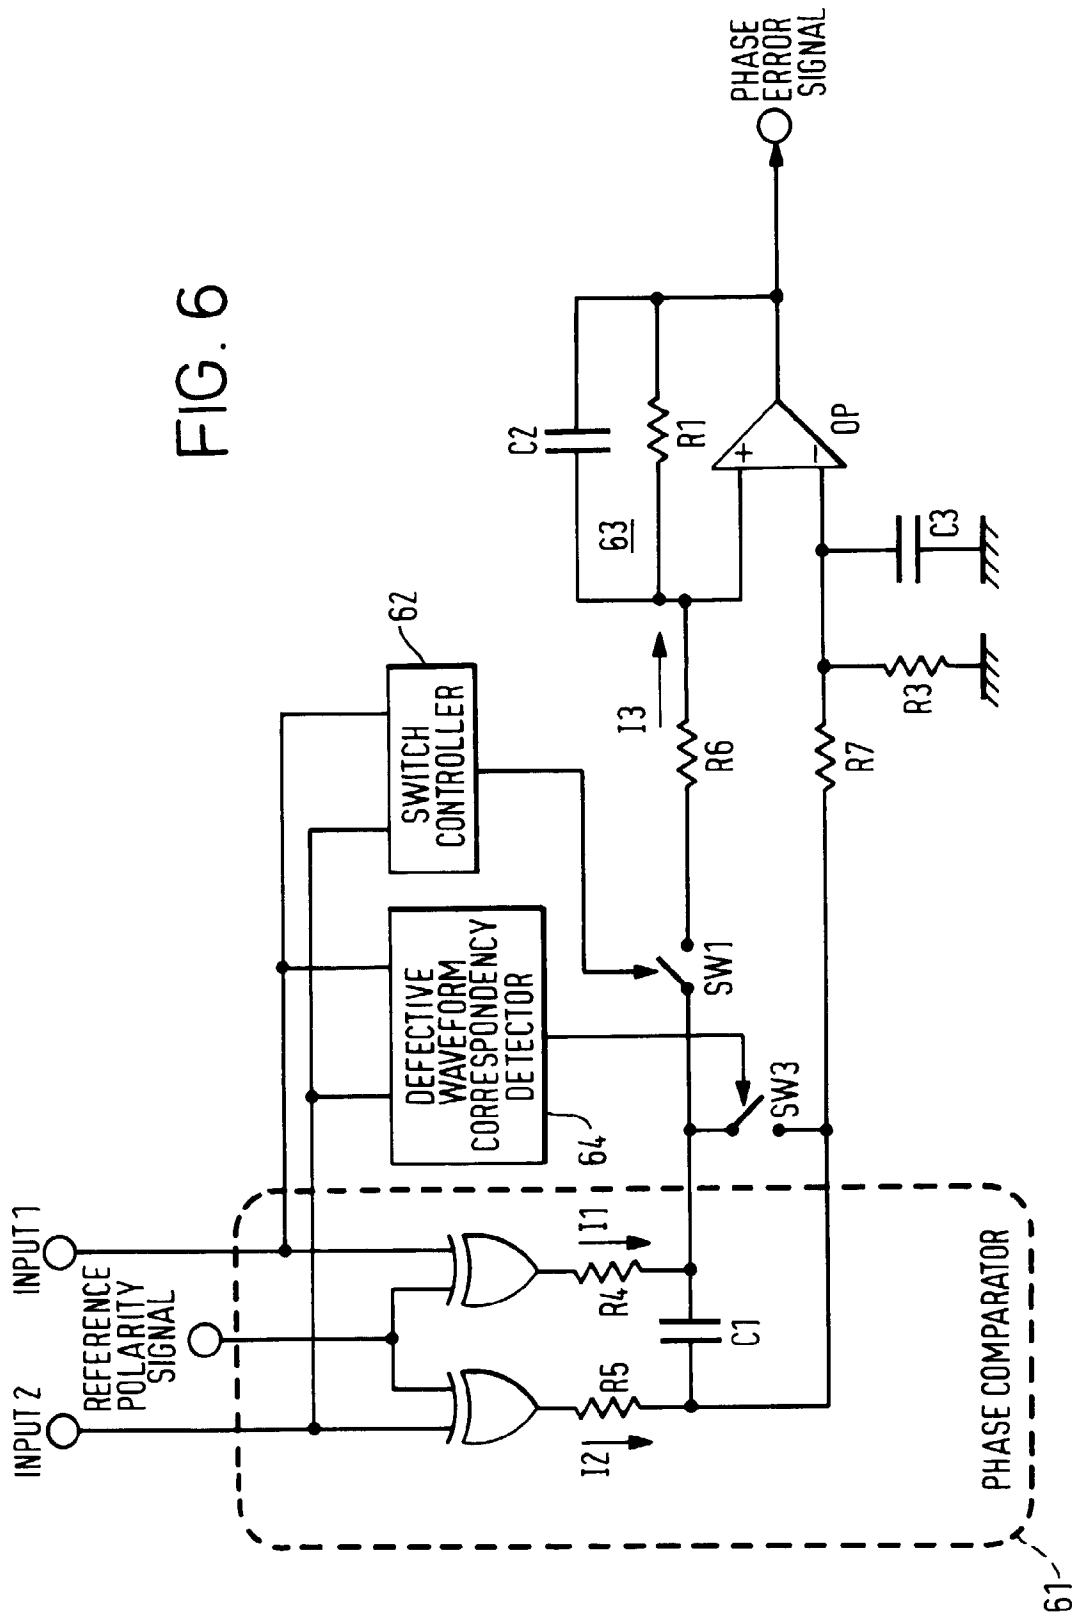 FIG. 6
INPUT 1
REFERENCE
POLARITY
SIGNAL
INPUT 2
I1
R4
R5
I2
C1
PHASE COMPARATOR
61
DEFECTIVE
WAVEFORM
CORRESPONDENCY
DETECTOR
64
SWITCH
CONTROLLER
62
SW1
SW3
I3
R6
R7
63
C2
R1
+
−
OP
R3
C3
PHASE
ERROR
SIGNAL